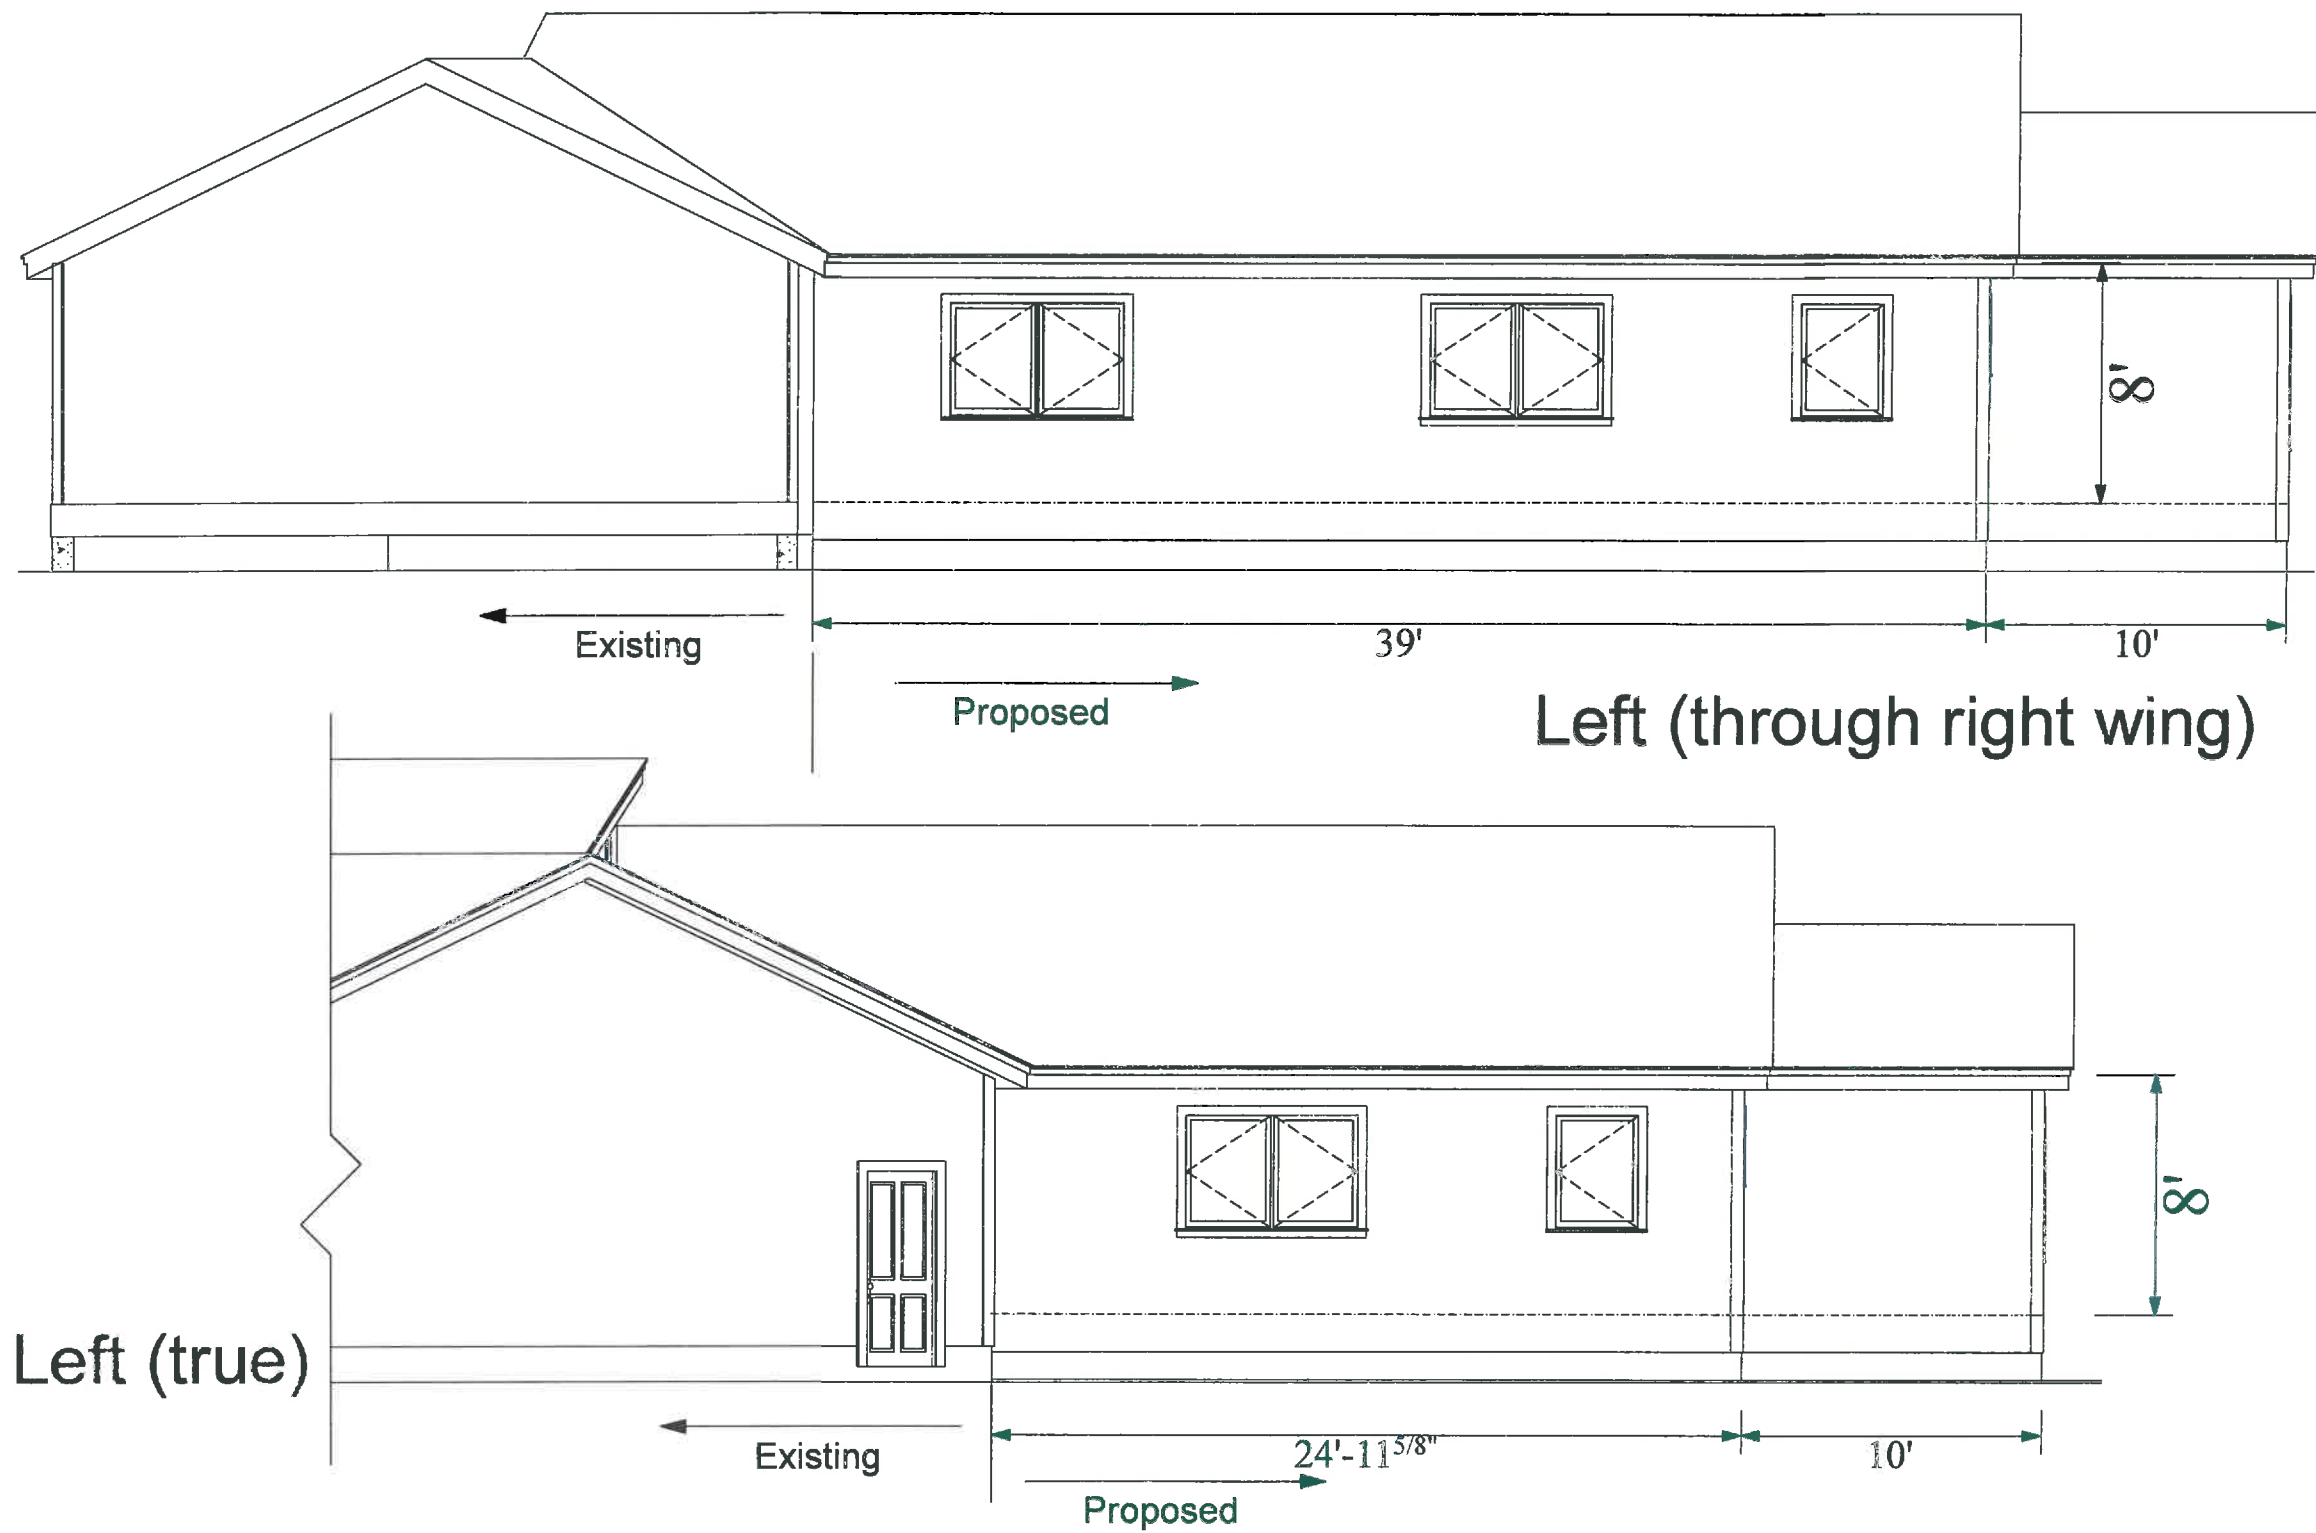 8'
Existing
39'
10'
Proposed
Left (through right wing)
8'
Left (true)
Existing
24'-11 5/8"
10'
Proposed